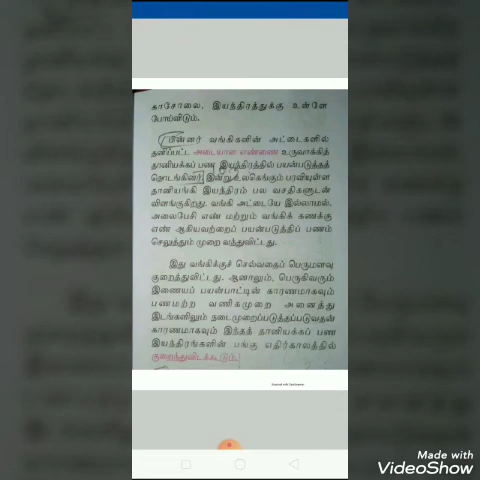 காசோலை, இயந்திரத்துக்கு உள்ளே
போய்விடும்.
பின்னர் வங்கிகளின் அட்டைகளில்
தனிப்பட்ட அடையாள எண்ணை உருவாக்கித்
தானியக்கப் பண இயந்திரத்தில் பயன்படுத்தத்
தொடங்கினர். இன்று உலகெங்கும் பரவியுள்ள
தானியங்கி இயந்திரம் பல வசதிகளுடன்
விளங்குகிறது. வங்கி அட்டையே இல்லாமல்,
அலைபேசி எண் மற்றும் வங்கிக் கணக்கு
எண் ஆகியவற்றைப் பயன்படுத்திப் பணம்
செலுத்தும் முறை வந்துவிட்டது.
இது வங்கிக்குச் செல்வதைப் பெருமளவு
குறைத்துவிட்டது. ஆனாலும், பெருகிவரும்
இணையப் பயன்பாட்டின் காரணமாகவும்
பணமற்ற வணிகமுறை அனைத்து
இடங்களிலும் நடைமுறைப்படுத்தப்படுவதன்
காரணமாகவும் இந்தத் தானியக்கப் பண
இயந்திரங்களின் பங்கு எதிர்காலத்தில்
குறைந்துவிடக்கூடும்.
Scanned with CamScanner
Made with
VideoShow